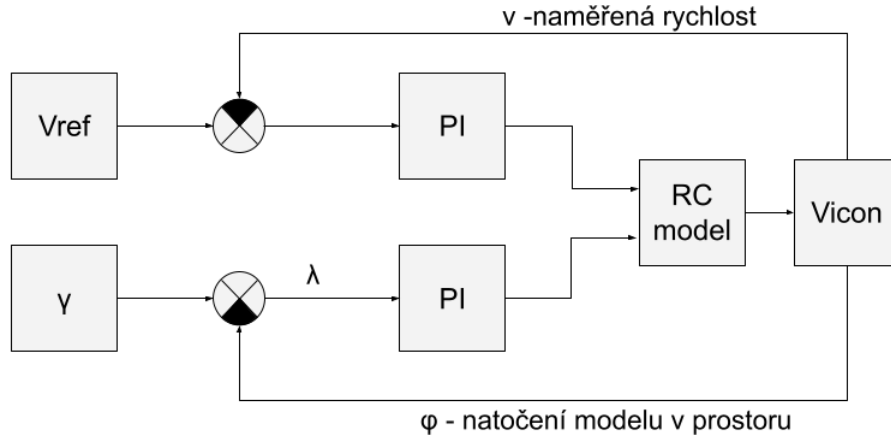 v -naměřená rychlost
Vref
PI
RC
model
Vicon
γ
λ
PI
φ - natočení modelu v prostoru